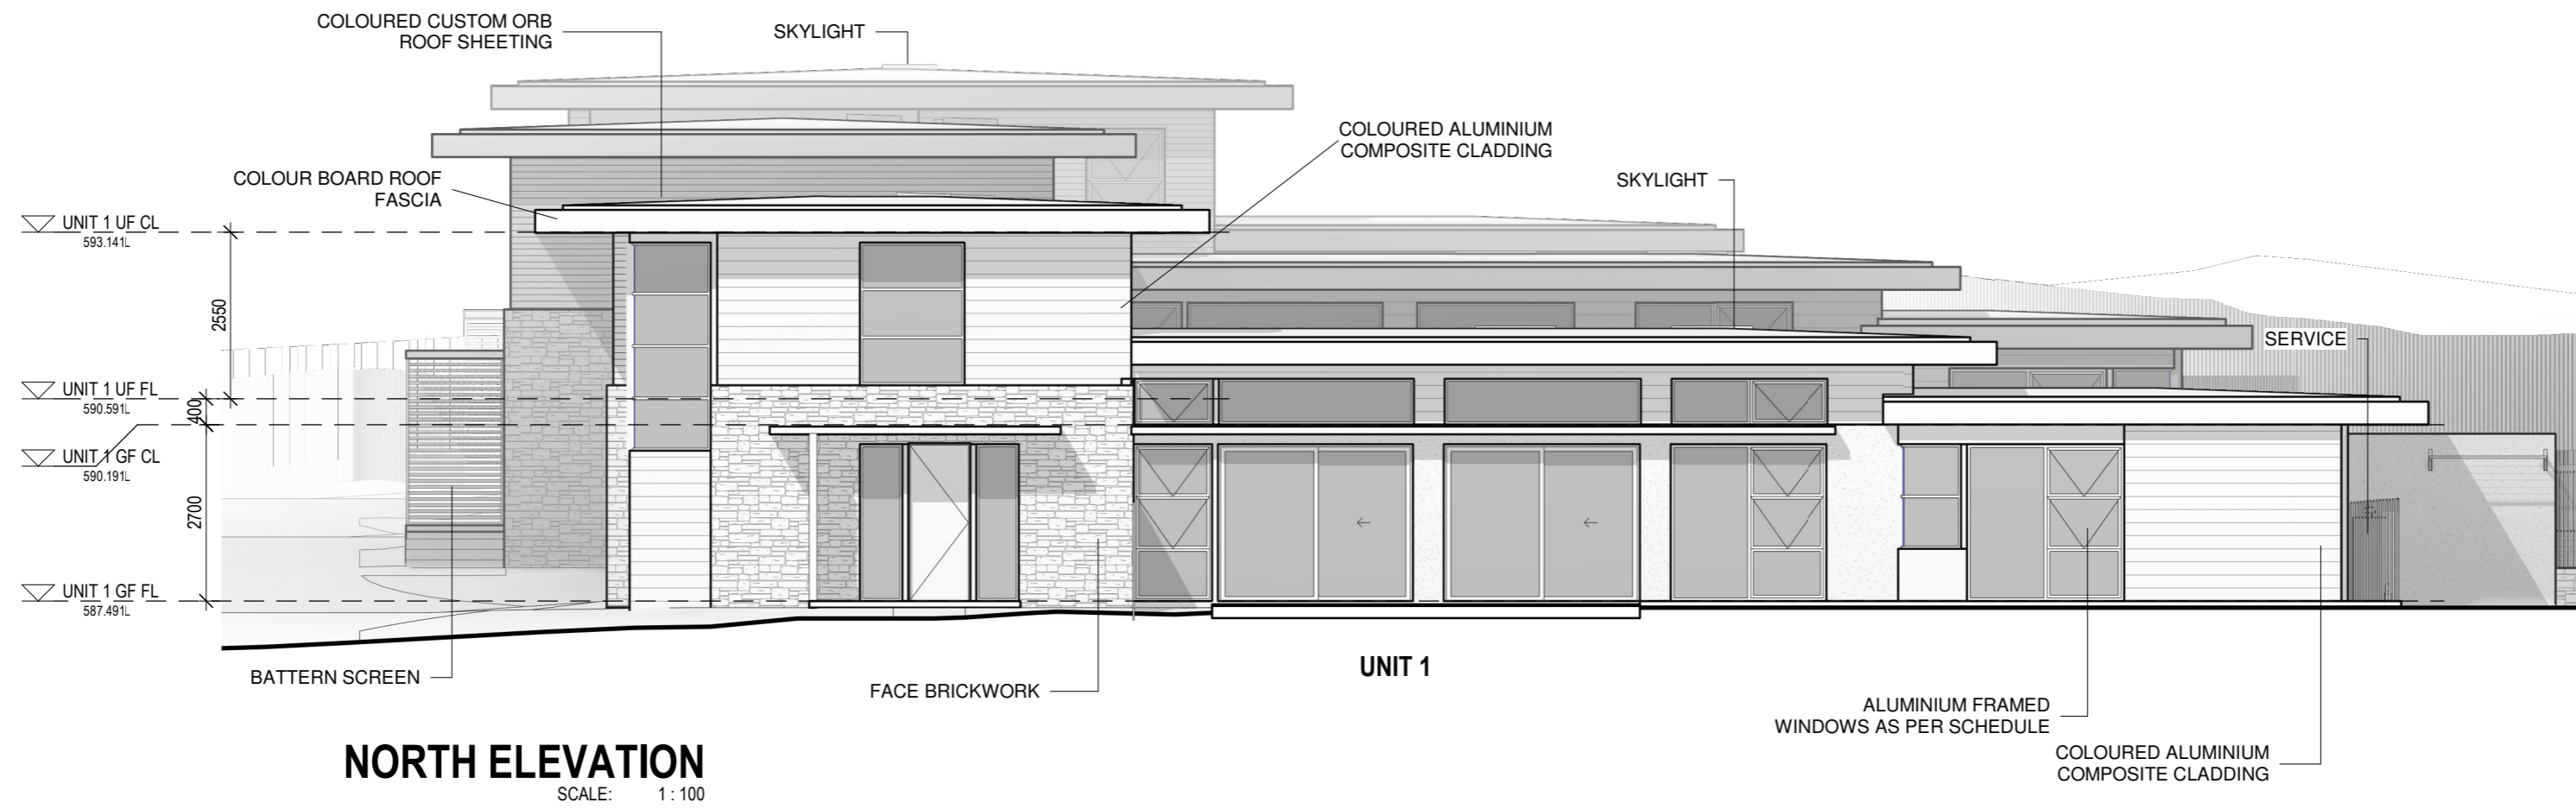 COLOURED CUSTOM ORB
ROOF SHEETING
SKYLIGHT
COLOURED ALUMINIUM
COMPOSITE CLADDING
COLOUR BOARD ROOF
FASCIA
SKYLIGHT
UNIT 1 UF CL
593.141L
2550
SERVICE
UNIT 1 UF FL
590.591L
400
UNIT 1 GF CL
590.191L
2700
UNIT 1 GF FL
587.491L
BATTERN SCREEN
FACE BRICKWORK
UNIT 1
ALUMINIUM FRAMED
WINDOWS AS PER SCHEDULE
COLOURED ALUMINIUM
COMPOSITE CLADDING
NORTH ELEVATION
SCALE: 1 : 100